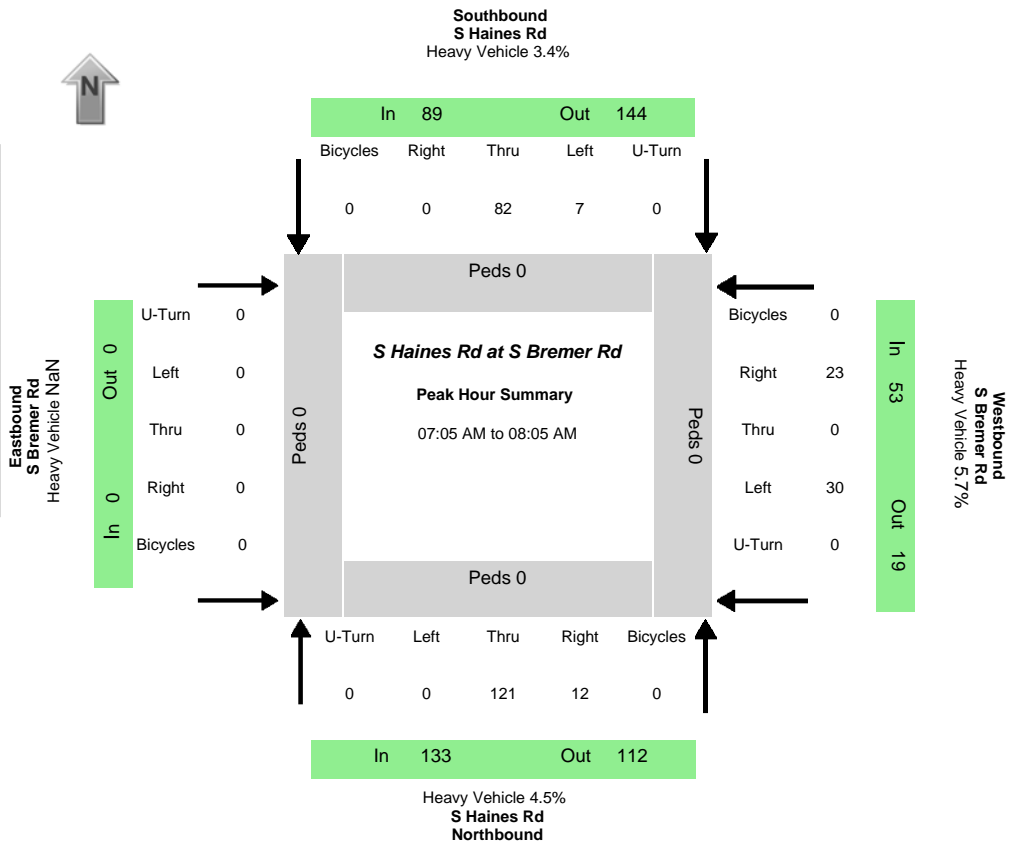 Southbound
S Haines Rd
Heavy Vehicle 3.4%
N
In 89 Out 144
Bicycles Right Thru Left U-Turn
0 0 82 7 0
Peds 0
Eastbound
S Bremer Rd
Heavy Vehicle NaN
In 0 Out 0
U-Turn 0
Left 0
Thru 0
Right 0
Bicycles 0
Peds 0
S Haines Rd at S Bremer Rd
Peak Hour Summary
07:05 AM to 08:05 AM
Peds 0
Bicycles 0
Right 23
Thru 0
Left 30
U-Turn 0
In 53 Out 19
Westbound
S Bremer Rd
Heavy Vehicle 5.7%
Peds 0
U-Turn Left Thru Right Bicycles
0 0 121 12 0
In 133 Out 112
Heavy Vehicle 4.5%
S Haines Rd
Northbound